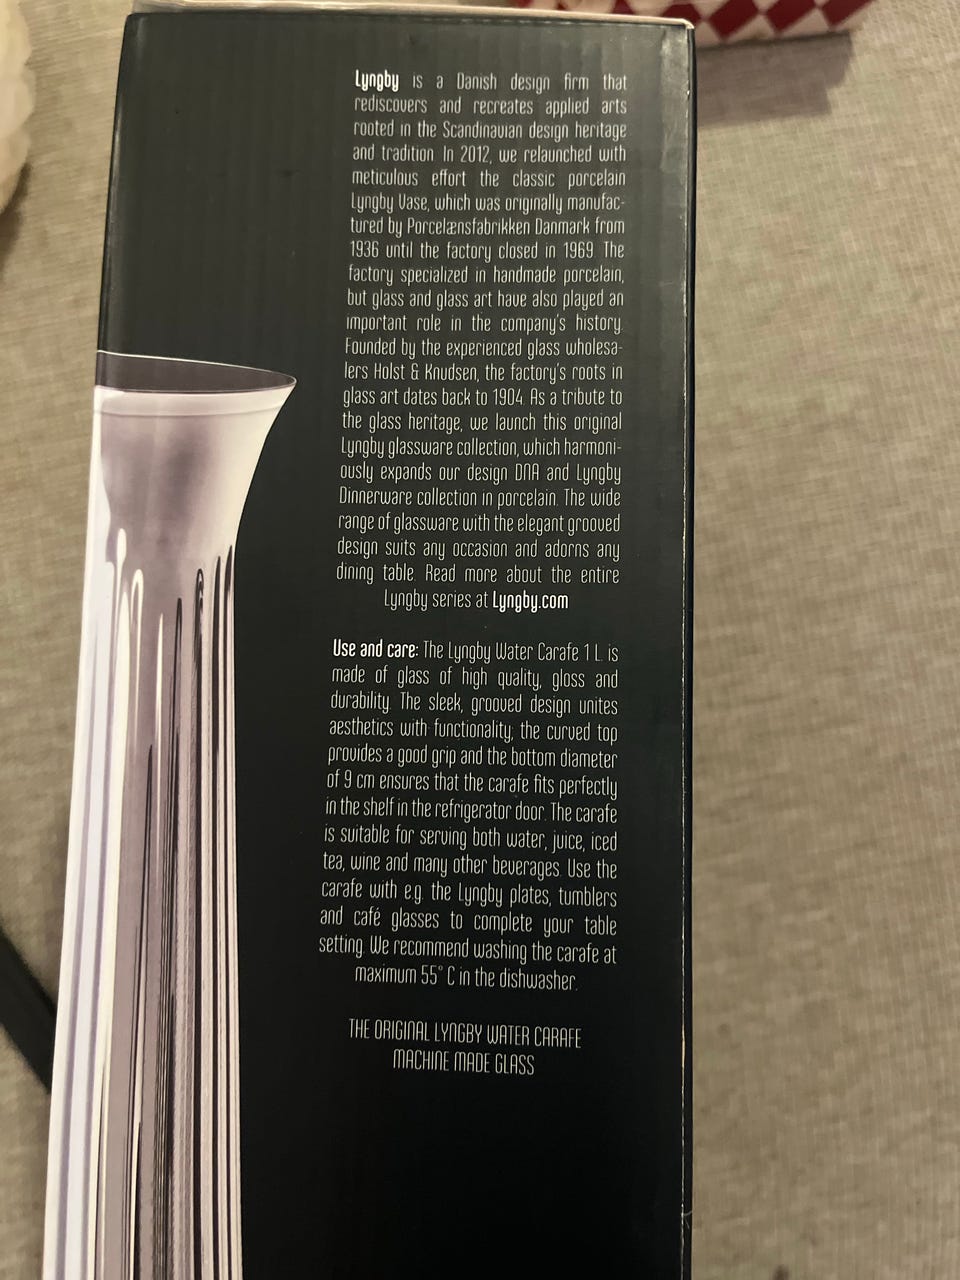 Lyngby is a Danish design firm that
rediscovers and recreates applied arts
rooted in the Scandinavian design heritage
and tradition. In 2012, we relaunched with
meticulous effort the classic porcelain
Lyngby Vase, which was originally manufac-
tured by Porcelænsfabrikken Danmark from
1936 until the factory closed in 1969. The
factory specialized in handmade porcelain,
but glass and glass art have also played an
important role in the company's history.
Founded by the experienced glass wholesa-
lers Holst & Knudsen, the factory's roots in
glass art dates back to 1904. As a tribute to
the glass heritage, we launch this original
Lyngby glassware collection, which harmoni-
ously expands our design DNA and Lyngby
Dinnerware collection in porcelain. The wide
range of glassware with the elegant grooved
design suits any occasion and adorns any
dining table. Read more about the entire
Lyngby series at Lyngby.com
Use and care: The Lyngby Water Carafe 1 L. is
made of glass of high quality, gloss and
durability. The sleek, grooved design unites
aesthetics with functionality; the curved top
provides a good grip and the bottom diameter
of 9 cm ensures that the carafe fits perfectly
in the shelf in the refrigerator door. The carafe
is suitable for serving both water, juice, iced
tea, wine and many other beverages. Use the
carafe with e.g. the Lyngby plates, tumblers
and café glasses to complete your table
setting. We recommend washing the carafe at
maximum 55° C in the dishwasher.
THE ORIGINAL LYNGBY WATER CARAFE
MACHINE MADE GLASS